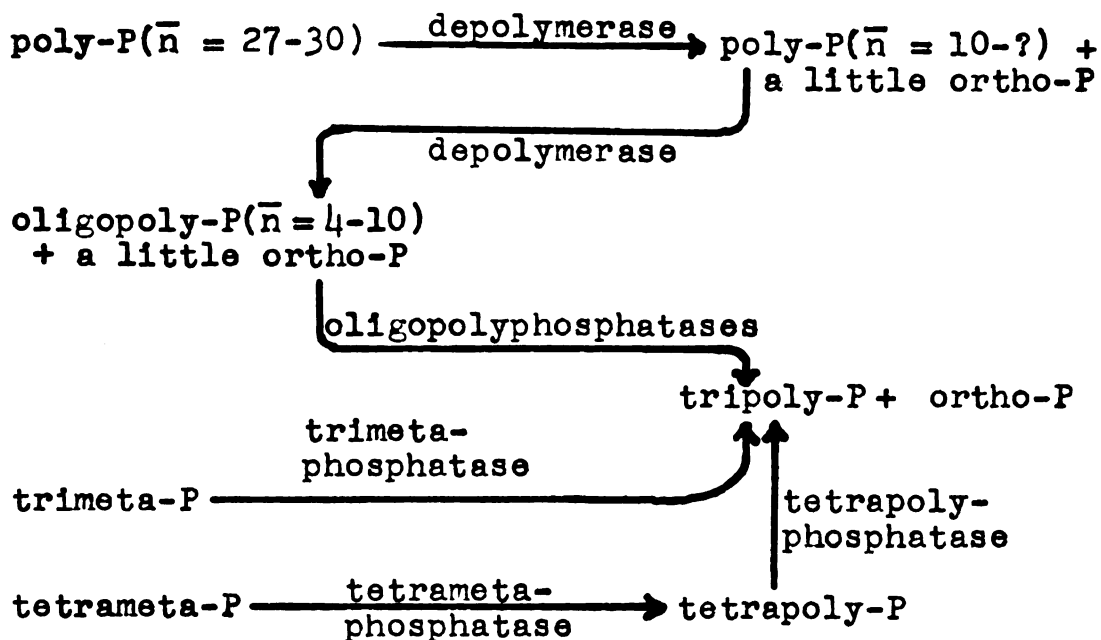 poly-P(n̄ = 27-30) depolymerase poly-P(n̄ = 10-?) +
a little ortho-P
depolymerase
oligopoly-P(n̄ = 4-10)
+ a little ortho-P
oligopolyphosphatases
tripoly-P + ortho-P
trimeta-
phosphatase
trimeta-P
tetrapoly-
phosphatase
tetrameta-P
tetrameta-
phosphatase
tetrapoly-P